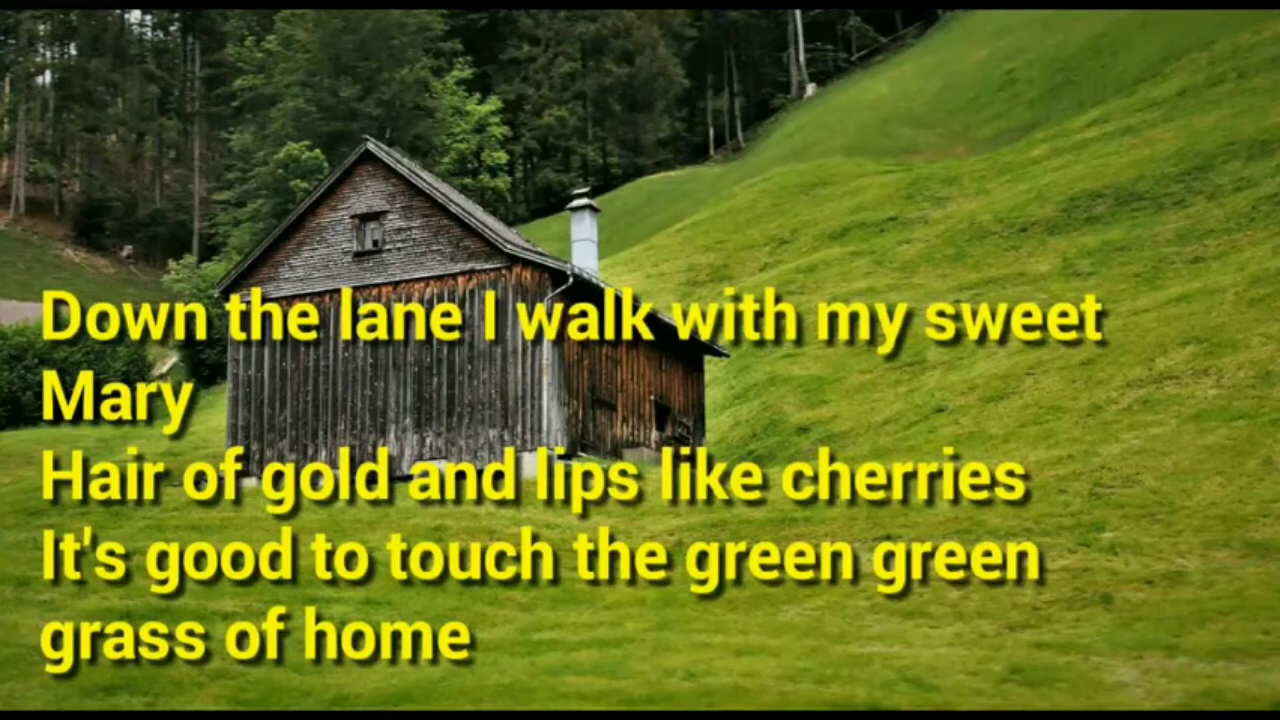 Down the lane I walk with my sweet
Mary
Hair of gold and lips like cherries
It's good to touch the green green
grass of home